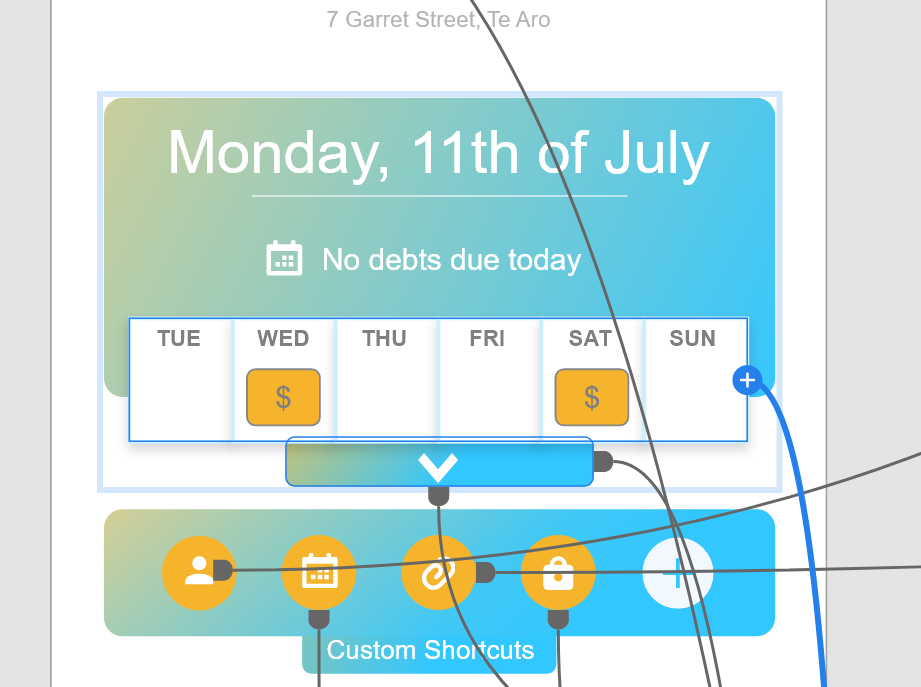 7 Garret Street, Te Aro
Monday, 11th of July
No debts due today
TUE WED THU FRI SAT SUN
$ $
Custom Shortcuts